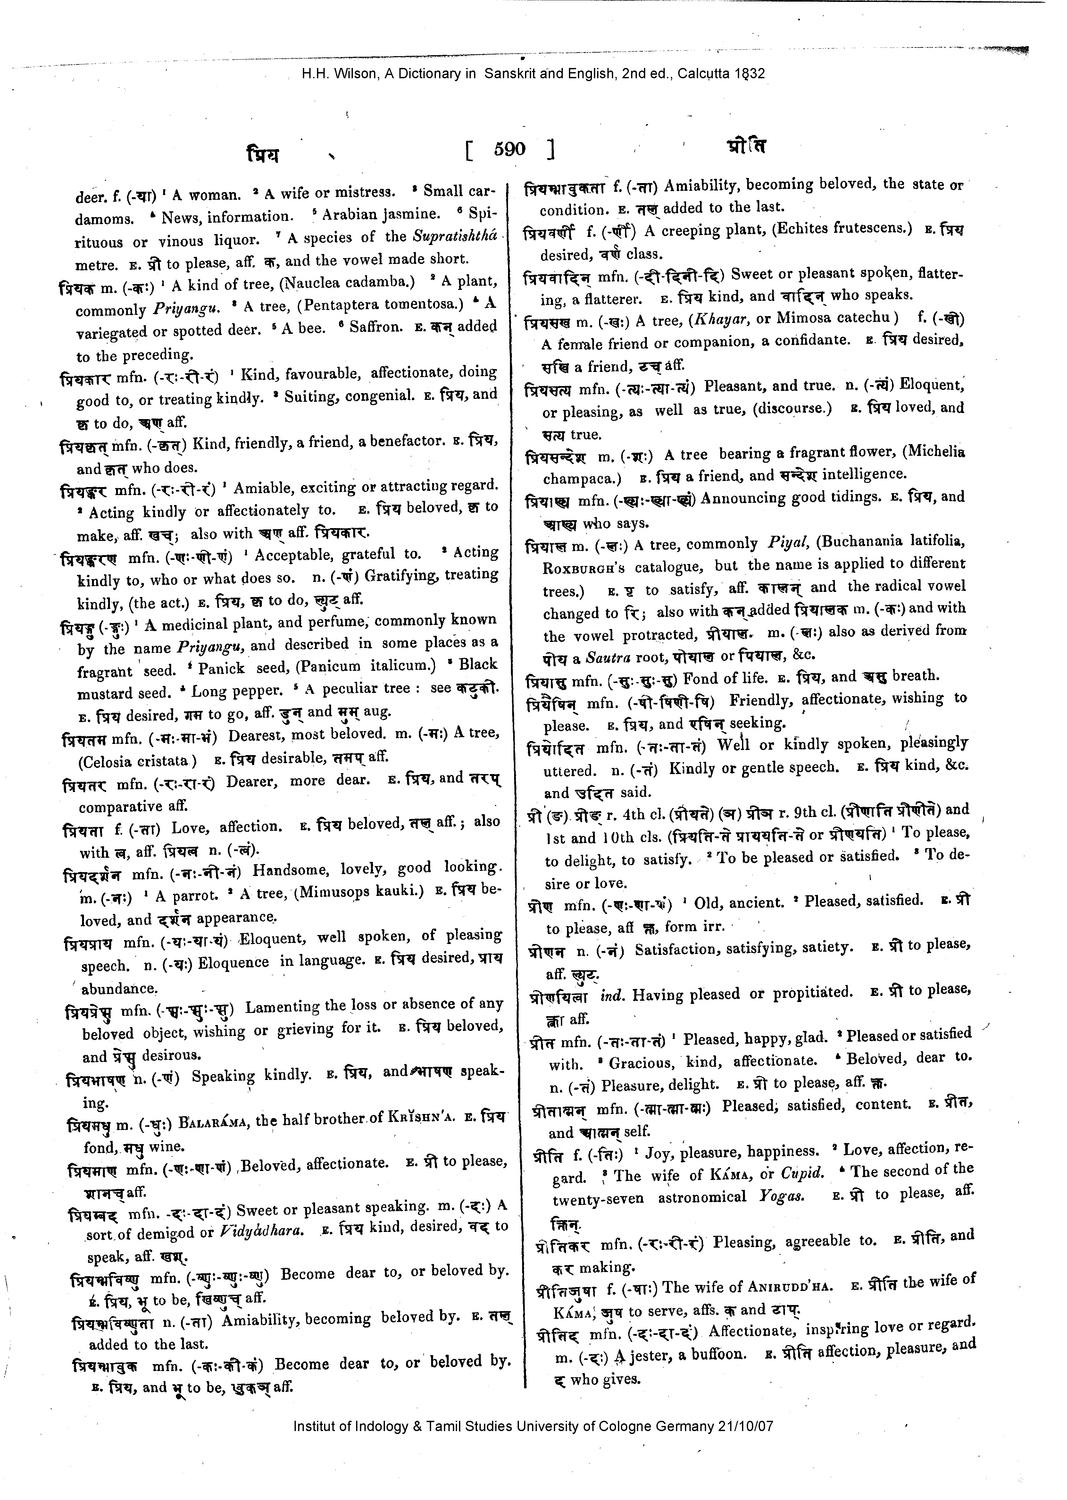 H.H. Wilson, A Dictionary in Sanskrit and English, 2nd ed., Calcutta 1832
प्रिय
[ 590 ]
प्रीति
deer. f. (-या) ¹ A woman. ² A wife or mistress. ³ Small car-
damoms. ⁴ News, information. ⁵ Arabian jasmine. ⁶ Spi-
rituous or vinous liquor. ⁷ A species of the Supratishthá
metre. E. प्री to please, aff. क, and the vowel made short.
प्रियक m. (-कः) ¹ A kind of tree, (Nauclea cadamba.) ² A plant,
commonly Priyangu. ³ A tree, (Pentaptera tomentosa.) ⁴ A
variegated or spotted deer. ⁵ A bee. ⁶ Saffron. E. कन् added
to the preceding.
प्रियकार mfn. (-रः-री-रं) ¹ Kind, favourable, affectionate, doing
good to, or treating kindly. ² Suiting, congenial. E. प्रिय, and
कृ to do, अण् aff.
प्रियकृत् mfn. (-कृत्) Kind, friendly, a friend, a benefactor. E. प्रिय,
and कृत् who does.
प्रियङ्कर mfn. (-रः-री-रं) ¹ Amiable, exciting or attracting regard.
² Acting kindly or affectionately to. E. प्रिय beloved, कृ to
make, aff. खच्; also with अण् aff. प्रियकार.
प्रियङ्करण mfn. (-णः-णी-णं) ¹ Acceptable, grateful to. ² Acting
kindly to, who or what does so. n. (-णं) Gratifying, treating
kindly, (the act.) E. प्रिय, कृ to do, ल्युट् aff.
प्रियङ्गु (-ङ्गुः) ¹ A medicinal plant, and perfume, commonly known
by the name Priyangu, and described in some places as a
fragrant seed. ² Panick seed, (Panicum italicum.) ³ Black
mustard seed. ⁴ Long pepper. ⁵ A peculiar tree : see कटुकी.
E. प्रिय desired, गम to go, aff. डुन् and मुम् aug.
प्रियतम mfn. (-मः-मा-मं) Dearest, most beloved. m. (-मः) A tree,
(Celosia cristata) E. प्रिय desirable, तमप् aff.
प्रियतर mfn. (-रः-रा-रं) Dearer, more dear. E. प्रिय, and तरप्
comparative aff.
प्रियता f. (-ता) Love, affection. E. प्रिय beloved, तल् aff.; also
with त्व, aff. प्रियत्व n. (-त्वं).
प्रियदर्शन mfn. (-नः-नी-नं) Handsome, lovely, good looking.
m. (-नः) ¹ A parrot. ² A tree, (Mimusops kauki.) E. प्रिय be-
loved, and दर्शन appearance.
प्रियप्राय mfn. (-यः-या-यं) Eloquent, well spoken, of pleasing
speech. n. (-यः) Eloquence in language. E. प्रिय desired, प्राय
abundance.
प्रियप्रेप्सु mfn. (-प्सुः-प्सुः-प्सु) Lamenting the loss or absence of any
beloved object, wishing or grieving for it. E. प्रिय beloved,
and प्रेप्सु desirous.
प्रियभाषण n. (-णं) Speaking kindly. E. प्रिय, and भाषण speak-
ing.
प्रियमधु m. (-धुः) BALARÁMA, the half brother of KRĬSHN'A. E. प्रिय
fond, मधु wine.
प्रियमाण mfn. (-णः-णा-णं) Beloved, affectionate. E. प्री to please,
शानच् aff.
प्रियम्वद mfn. -दः-दा-दं) Sweet or pleasant speaking. m. (-दः) A
sort of demigod or Vidyádhara. E. प्रिय kind, desired, वद् to
speak, aff. खश्.
प्रियम्भविष्णु mfn. (-ष्णुः-ष्णुः-ष्णु) Become dear to, or beloved by.
E. प्रिय, भू to be, खिष्णुच् aff.
प्रियम्भविष्णुता n. (-ता) Amiability, becoming beloved by. E. तल्
added to the last.
प्रियम्भावुक mfn. (-कः-की-कं) Become dear to, or beloved by.
E. प्रिय, and भू to be, खुकञ् aff.
प्रियम्भावुकता f. (-ता) Amiability, becoming beloved, the state or
condition. E. तल् added to the last.
प्रियवर्णी f. (-र्णी) A creeping plant, (Echites frutescens.) E. प्रिय
desired, वर्ण class.
प्रियवादिन् mfn. (-दी-दिनी-दि) Sweet or pleasant spoken, flatter-
ing, a flatterer. E. प्रिय kind, and वादिन् who speaks.
प्रियसख m. (-खः) A tree, (Khayar, or Mimosa catechu) f. (-खी)
A female friend or companion, a confidante. E. प्रिय desired,
सखि a friend, टच् aff.
प्रियसत्य mfn. (-त्यः-त्या-त्यं) Pleasant, and true. n. (-त्यं) Eloquent,
or pleasing, as well as true, (discourse.) E. प्रिय loved, and
सत्य true.
प्रियसन्देश m. (-शः) A tree bearing a fragrant flower, (Michelia
champaca.) E. प्रिय a friend, and सन्देश intelligence.
प्रियाख्य mfn. (-ख्यः-ख्या-ख्यं) Announcing good tidings. E. प्रिय, and
आख्य who says.
प्रियाल m. (-लः) A tree, commonly Piyal, (Buchanania latifolia,
ROXBURGH'S catalogue, but the name is applied to different
trees.) E. पृ to satisfy, aff. कालन् and the radical vowel
changed to रि; also with कन् added प्रियालक m. (-कः) and with
the vowel protracted, प्रीयाल. m. (-लः) also as derived from
पीय a Sautra root, पीयाल or पियाल, &c.
प्रियासु mfn. (-सुः-सुः-सु) Fond of life. E. प्रिय, and असु breath.
प्रियैषिन् mfn. (-षी-षिणी-षि) Friendly, affectionate, wishing to
please. E. प्रिय, and एषिन् seeking.
प्रियोदित mfn. (-तः-ता-तं) Well or kindly spoken, pleasingly
uttered. n. (-तं) Kindly or gentle speech. E. प्रिय kind, &c.
and उदित said.
प्री (ङ) प्रीङ् r. 4th cl. (प्रीयते) (ञ) प्रीञ r. 9th cl. (प्रीणाति प्रीणीते) and
1st and 10th cls. (प्रियति-ते प्राययति-ते or प्रीणयति) ¹ To please,
to delight, to satisfy. ² To be pleased or satisfied. ³ To de-
sire or love.
प्रीण mfn. (-णः-णा-णं) ¹ Old, ancient. ² Pleased, satisfied. E. प्री
to please, aff क्त, form irr.
प्रीणन n. (-नं) Satisfaction, satisfying, satiety. E. प्री to please,
aff. ल्युट्.
प्रीणयित्वा ind. Having pleased or propitiated. E. प्री to please,
क्त्वा aff.
प्रीत mfn. (-तः-ता-तं) ¹ Pleased, happy, glad. ² Pleased or satisfied
with. ³ Gracious, kind, affectionate. ⁴ Beloved, dear to.
n. (-तं) Pleasure, delight. E. प्री to please, aff. क्त.
प्रीतात्मन् mfn. (-त्मा-त्मा-त्मः) Pleased, satisfied, content. E. प्रीत,
and आत्मन् self.
प्रीति f. (-तिः) ¹ Joy, pleasure, happiness. ² Love, affection, re-
gard. ³ The wife of KÁMA, or Cupid. ⁴ The second of the
twenty-seven astronomical Yogas. E. प्री to please, aff.
क्तिन्.
प्रीतिकर mfn. (-रः-री-रं) Pleasing, agreeable to. E. प्रीति, and
कर making.
प्रीतिजुषा f. (-षाः) The wife of ANIRUDD'HA. E. प्रीति the wife of
KÁMA, जुष to serve, affs. क and टाप्.
प्रीतिद mfn. (-दः-दा-दं) Affectionate, inspiring love or regard.
m. (-दः) A jester, a buffoon. E. प्रीति affection, pleasure, and
द who gives.
Institut of Indology & Tamil Studies University of Cologne Germany 21/10/07